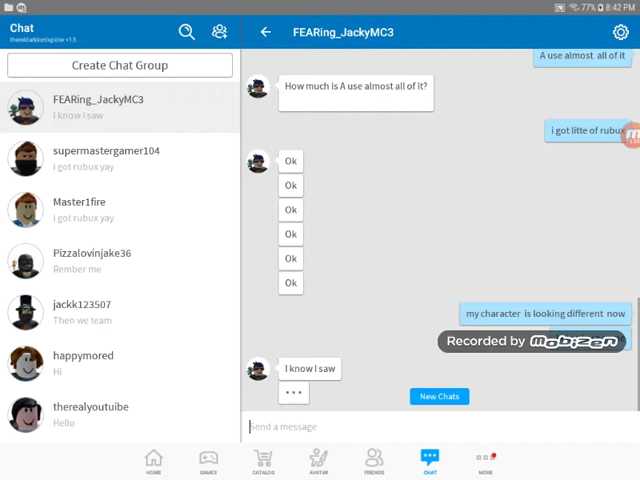 77% 8:42 PM
Chat
therelldarklordspider <13
Create Chat Group
FEARing_JackyMC3
I know I saw
supermastergamer104
i got rubux yay
Master1fire
i got rubux yay
Pizzalovinjake36
Rember me
jackk123507
Then we team
happymored
Hi
therealyoutuibe
Hello
FEARing_JackyMC3
A use almost all of it
How much is A use almost all of it?
i got litte of rubux
Ok
Ok
Ok
Ok
Ok
Ok
my character is looking different now
Recorded by MOBIZEN
I know I saw
...
New Chats
Send a message
HOME
GAMES
CATALOG
AVATAR
FRIENDS
CHAT
MORE